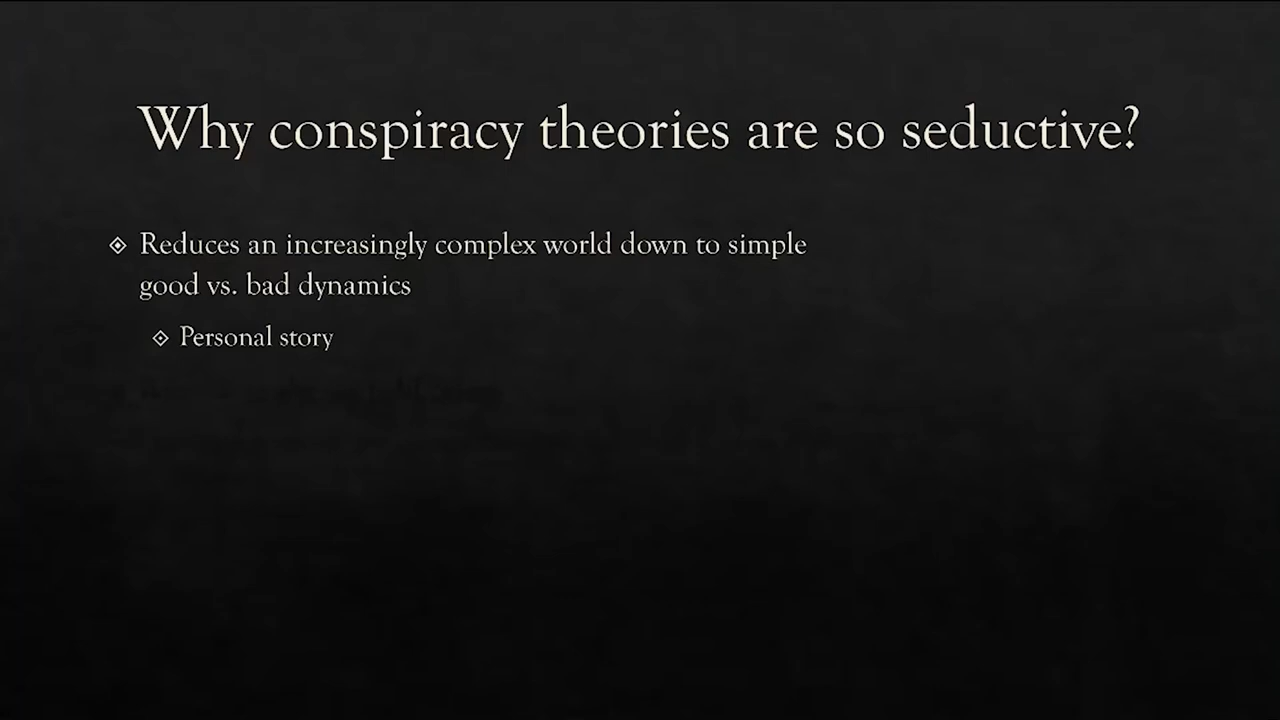 Why conspiracy theories are so seductive?
Reduces an increasingly complex world down to simple
good vs. bad dynamics
Personal story